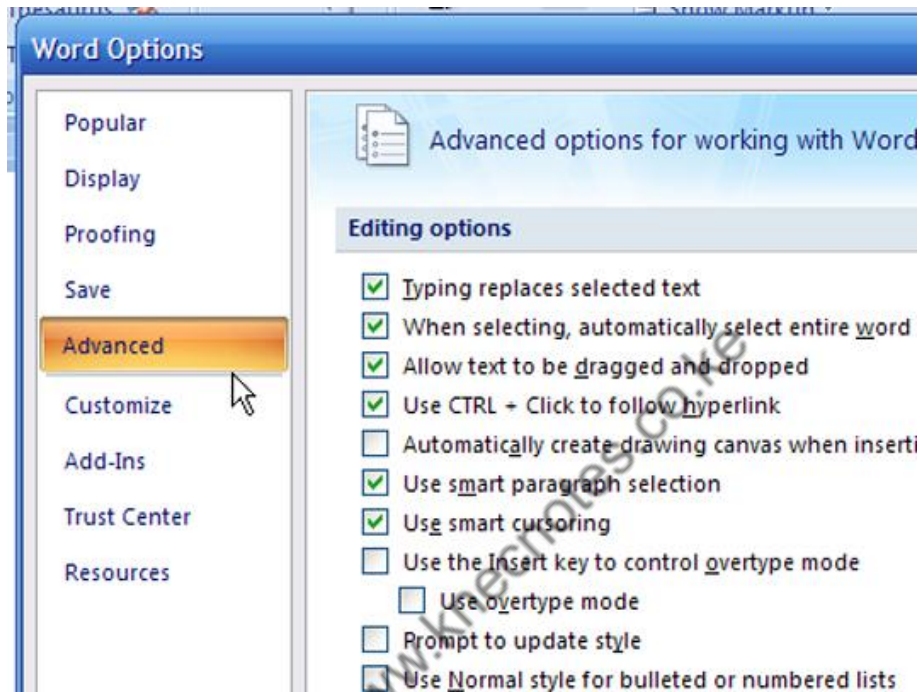 Thesaurus
Show Markup
Word Options
Popular
Display
Proofing
Save
Advanced
Customize
Add-Ins
Trust Center
Resources
Advanced options for working with Word
Editing options
Typing replaces selected text
When selecting, automatically select entire word
Allow text to be dragged and dropped
Use CTRL + Click to follow hyperlink
Automatically create drawing canvas when inserti
Use smart paragraph selection
Use smart cursoring
Use the Insert key to control overtype mode
Use overtype mode
Prompt to update style
Use Normal style for bulleted or numbered lists
www.knecnotes.co.ke